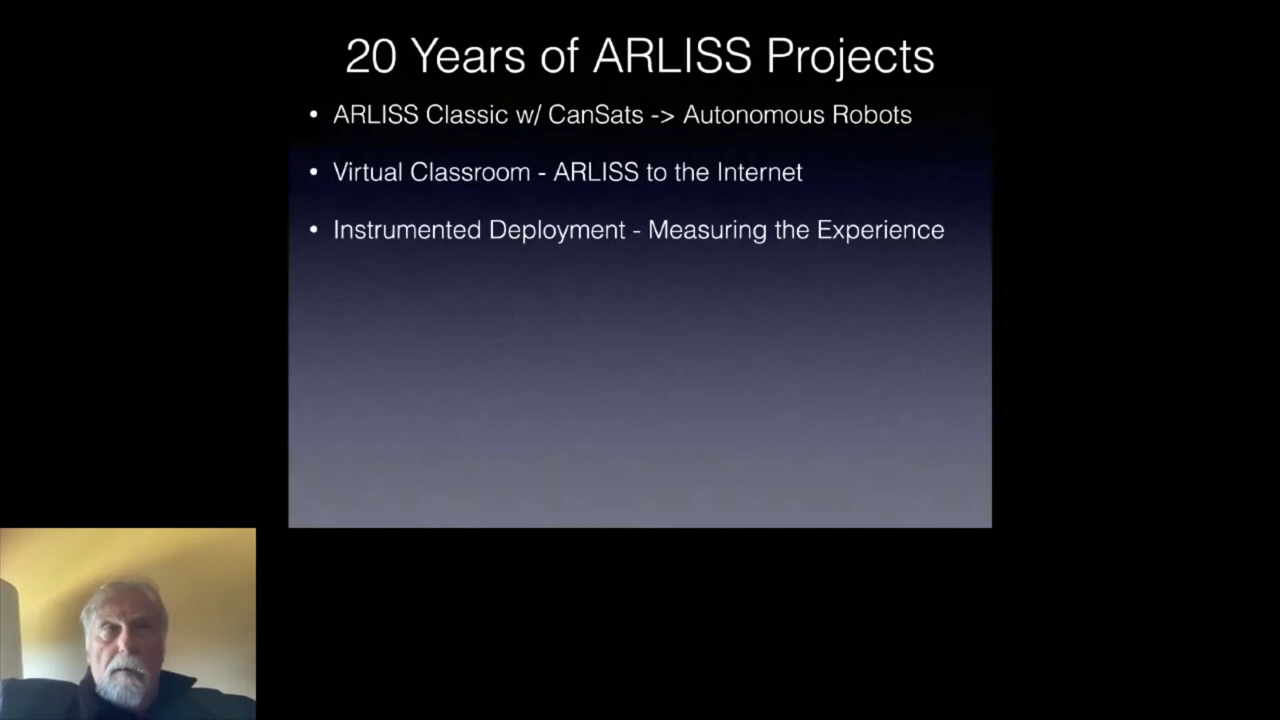 20 Years of ARLISS Projects
• ARLISS Classic w/ CanSats -> Autonomous Robots
• Virtual Classroom - ARLISS to the Internet
• Instrumented Deployment - Measuring the Experience